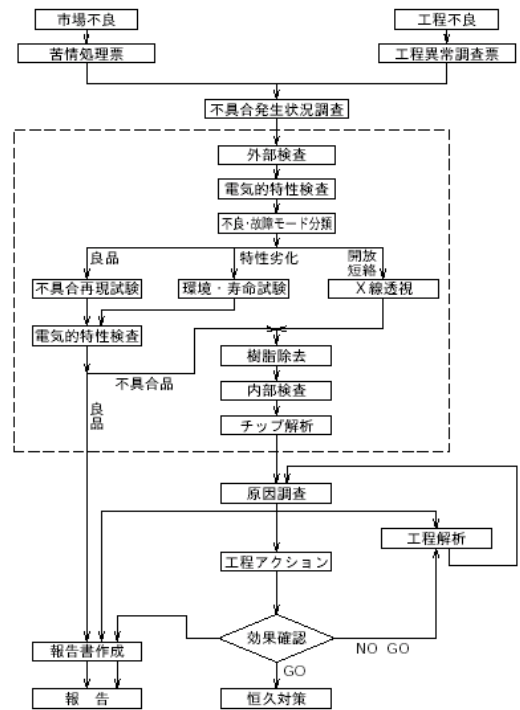 市場不良
工程不良
苦情処理票
工程異常調査票
不具合発生状況調査
外部検査
電気的特性検査
不良・故障モード分類
良品
特性劣化
開放
短絡
不具合再現試験
環境・寿命試験
X線透視
電気的特性検査
樹脂除去
不具合品
内部検査
良品
チップ解析
原因調査
工程解析
工程アクション
効果確認
NO GO
報告書作成
GO
報 告
恒久対策